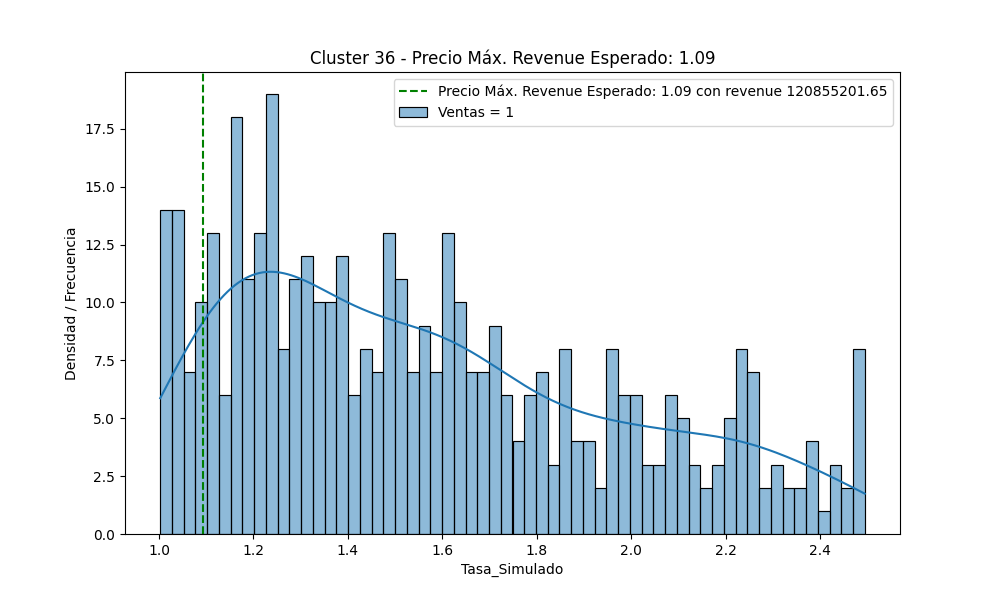 Cluster 36 - Precio Máx. Revenue Esperado: 1.09
Precio Máx. Revenue Esperado: 1.09 con revenue 120855201.65
Ventas = 1
Densidad / Frecuencia
17.5
15.0
12.5
10.0
7.5
5.0
2.5
0.0
1.0 1.2 1.4 1.6 1.8 2.0 2.2 2.4
Tasa_Simulado